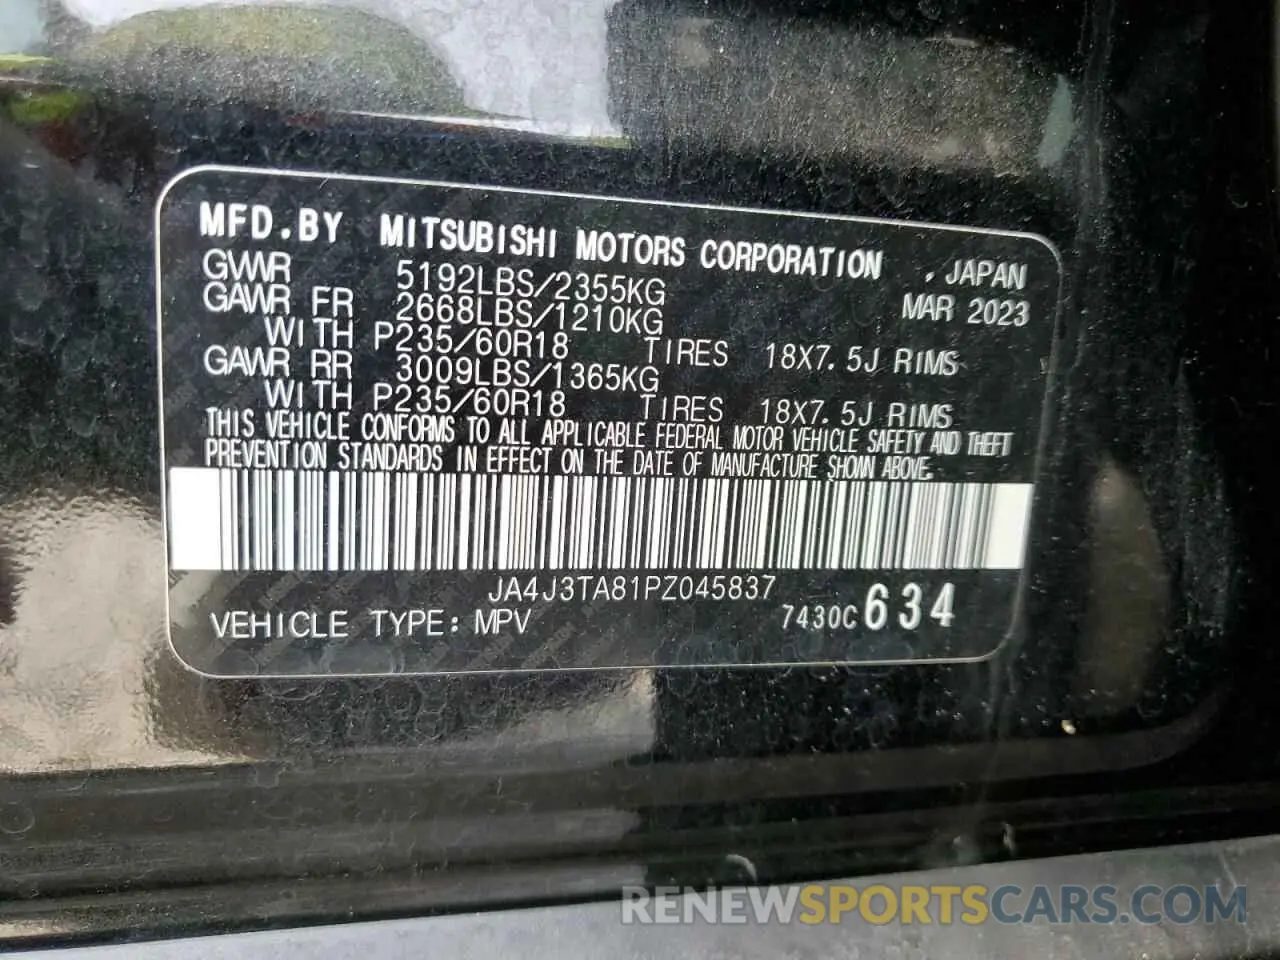 MFD.BY MITSUBISHI MOTORS CORPORATION , JAPAN
GVWR 5192LBS/2355KG MAR 2023
GAWR FR 2668LBS/1210KG
WITH P235/60R18 TIRES 18X7.5J RIMS
GAWR RR 3009LBS/1365KG
WITH P235/60R18 TIRES 18X7.5J RIMS
THIS VEHICLE CONFORMS TO ALL APPLICABLE FEDERAL MOTOR VEHICLE SAFETY AND THEFT
PREVENTION STANDARDS IN EFFECT ON THE DATE OF MANUFACTURE SHOWN ABOVE.
JA4J3TA81PZ045837
VEHICLE TYPE: MPV 7430C 634
RENEWSPORTSCARS.COM